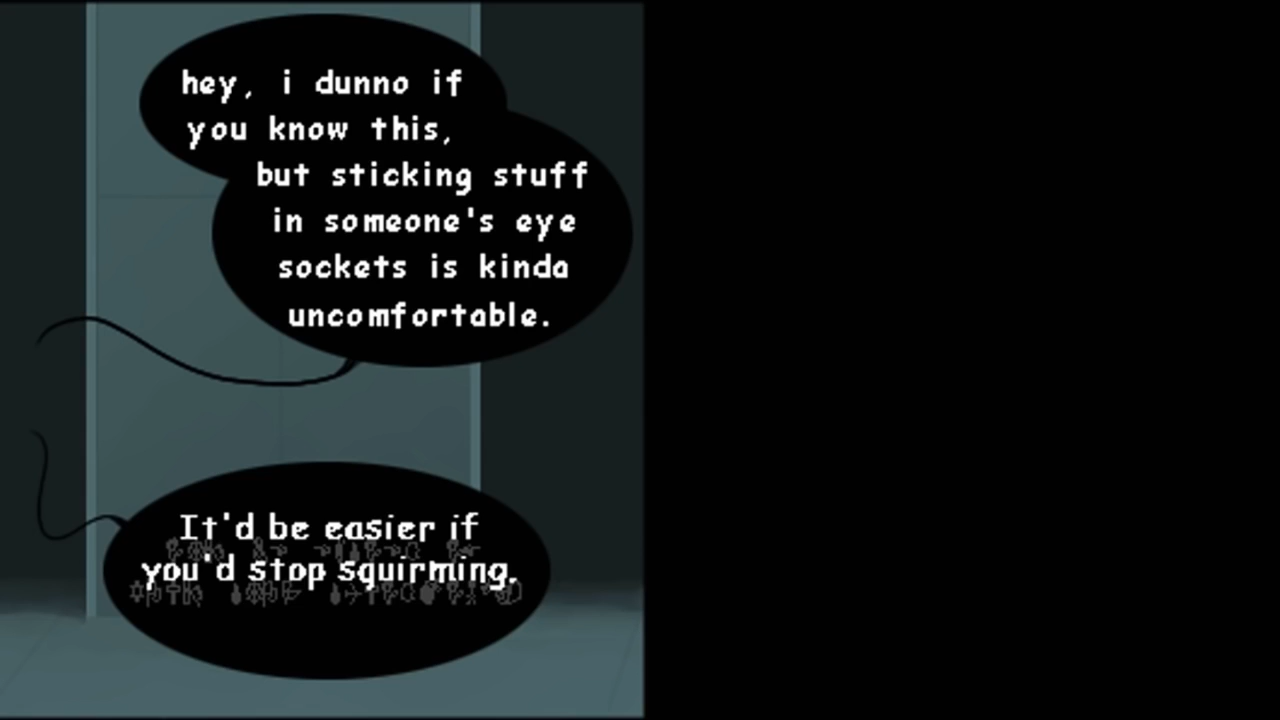 hey, i dunno if
you know this,
but sticking stuff
in someone's eye
sockets is kinda
uncomfortable.
It'd be easier if
you'd stop squirming.